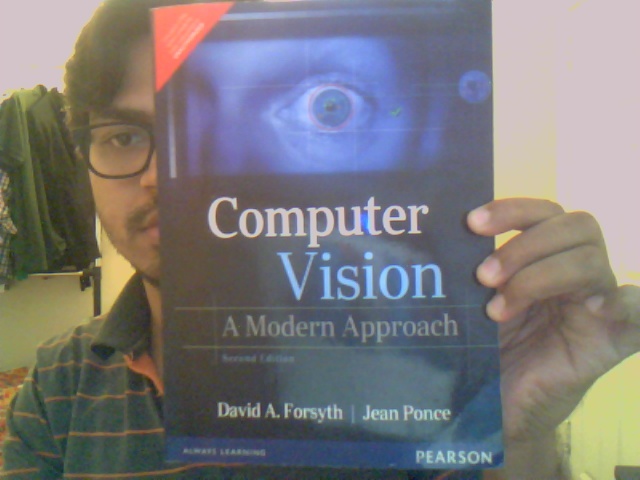 Computer
Vision
A Modern Approach
Second Edition
David A. Forsyth | Jean Ponce
ALWAYS LEARNING
PEARSON